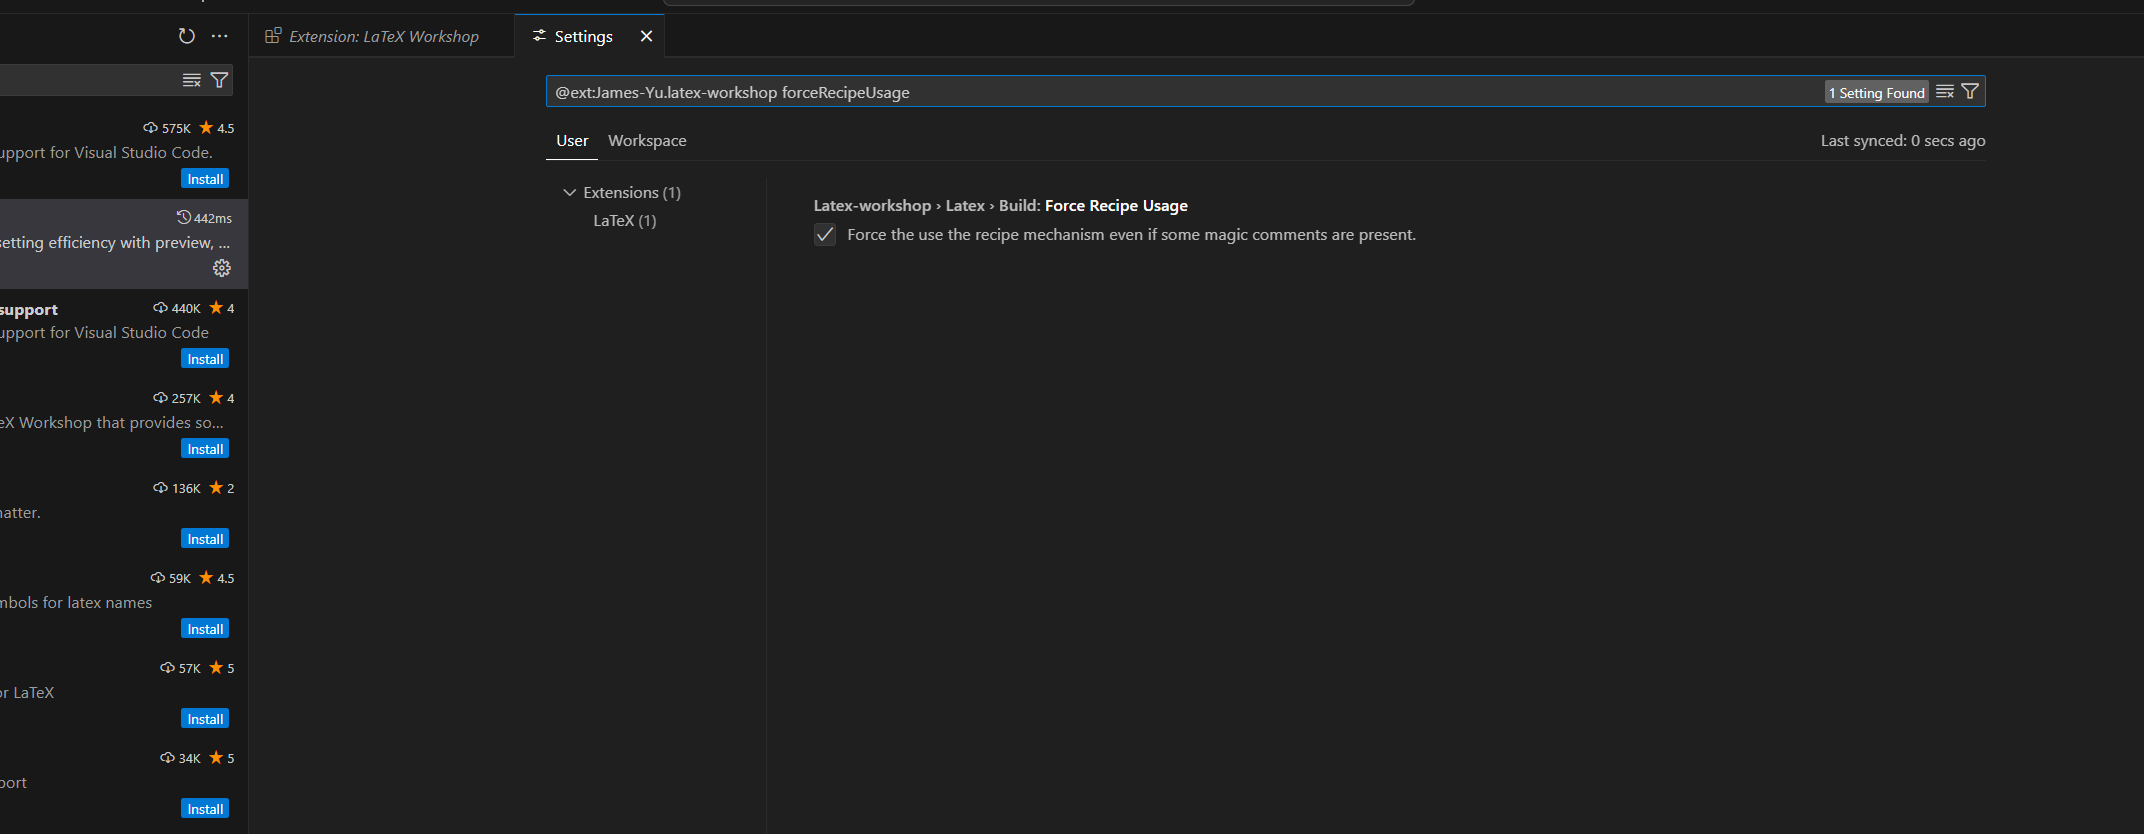 Extension: LaTeX Workshop
Settings
@ext:James-Yu.latex-workshop forceRecipeUsage
1 Setting Found
User
Workspace
Last synced: 0 secs ago
Extensions (1)
LaTeX (1)
Latex-workshop › Latex › Build: Force Recipe Usage
Force the use the recipe mechanism even if some magic comments are present.
575K 4.5
upport for Visual Studio Code.
Install
442ms
setting efficiency with preview, ...
support 440K 4
upport for Visual Studio Code
Install
257K 4
eX Workshop that provides so...
Install
136K 2
atter.
Install
59K 4.5
mbols for latex names
Install
57K 5
or LaTeX
Install
34K 5
port
Install